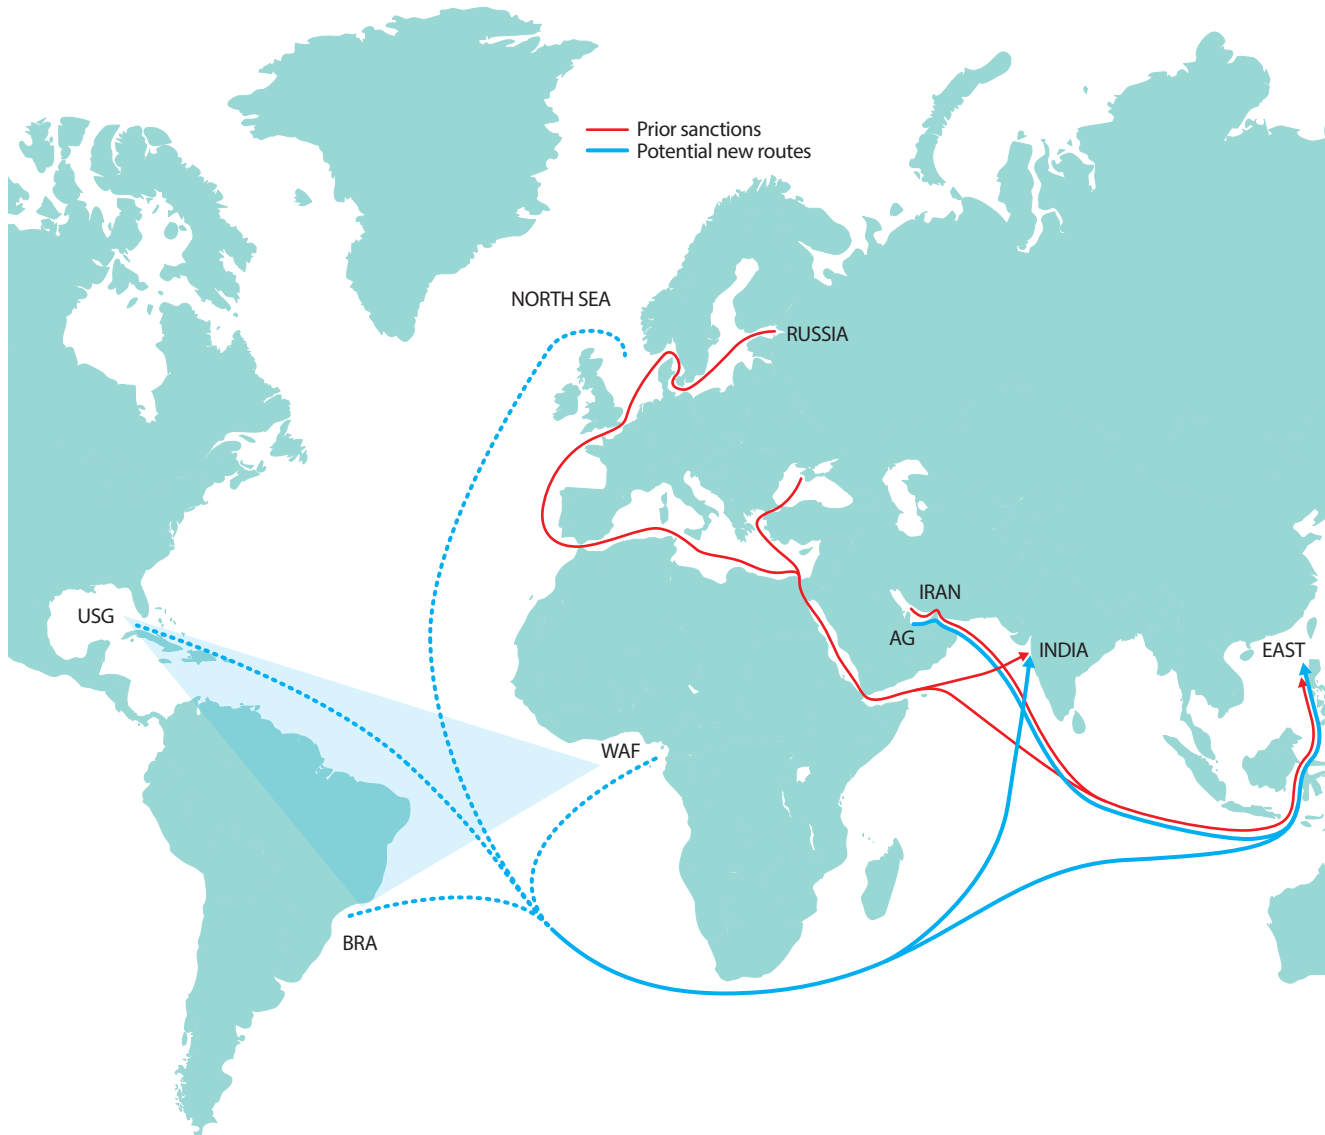 Prior sanctions
Potential new routes
NORTH SEA
RUSSIA
IRAN
USG
AG
INDIA
EAST
WAF
BRA